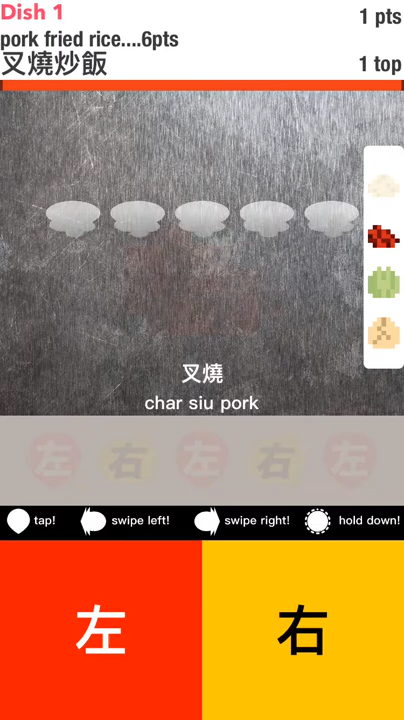 Dish 1
1 pts
pork fried rice....6pts
叉燒炒飯
1 top
叉燒
char siu pork
左 右 左 右 左
tap! swipe left! swipe right! hold down!
左 右